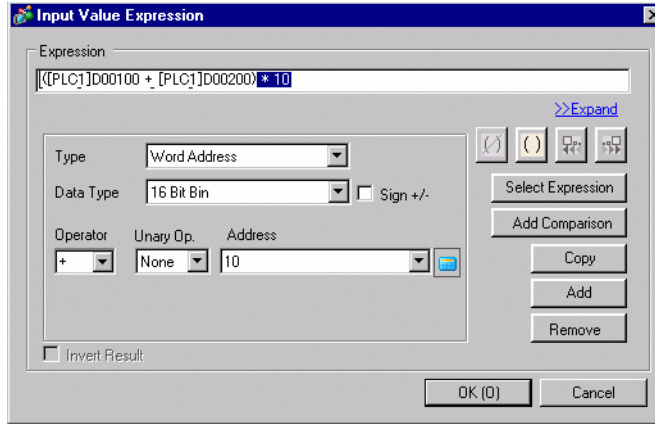 Input Value Expression
Expression
([PLC1]D00100 + [PLC1]D00200) * 10
>>Expand
Type
Word Address
( )
Data Type
16 Bit Bin
Sign +/-
Select Expression
Add Comparison
Operator
Unary Op.
Address
+
None
10
Copy
Add
Remove
Invert Result
OK (O)
Cancel